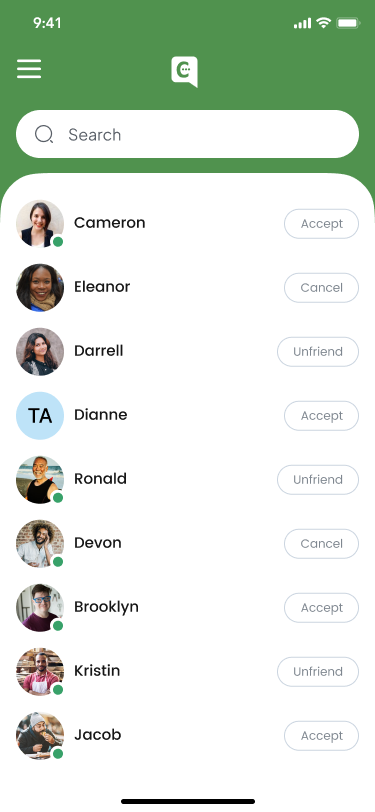 9:41
C
Search
Cameron Accept
Eleanor Cancel
Darrell Unfriend
TA Dianne Accept
Ronald Unfriend
Devon Cancel
Brooklyn Accept
Kristin Unfriend
Jacob Accept